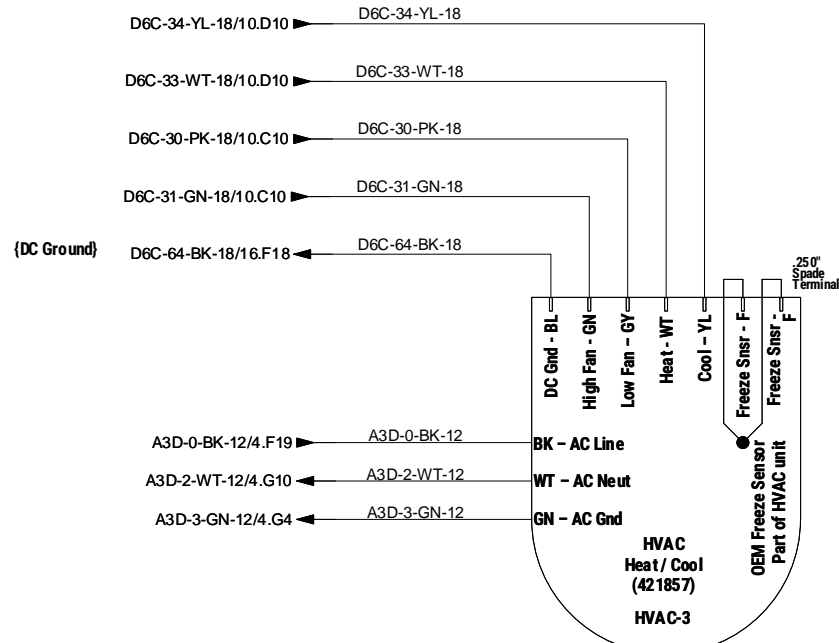 D6C-34-YL-18/10.D10
D6C-34-YL-18
D6C-33-WT-18/10.D10
D6C-33-WT-18
D6C-30-PK-18/10.C10
D6C-30-PK-18
D6C-31-GN-18/10.C10
D6C-31-GN-18
{DC Ground}
D6C-64-BK-18/16.F18
D6C-64-BK-18
.250"
Spade
Terminal
DC Gnd - BL
High Fan - GN
Low Fan – GY
Heat - WT
Cool – YL
Freeze Snsr - F
Freeze Snsr -
F
A3D-0-BK-12/4.F19
A3D-0-BK-12
BK – AC Line
A3D-2-WT-12/4.G10
A3D-2-WT-12
WT – AC Neut
A3D-3-GN-12/4.G4
A3D-3-GN-12
GN – AC Gnd
OEM Freeze Sensor
Part of HVAC unit
HVAC
Heat / Cool
(421857)
HVAC-3